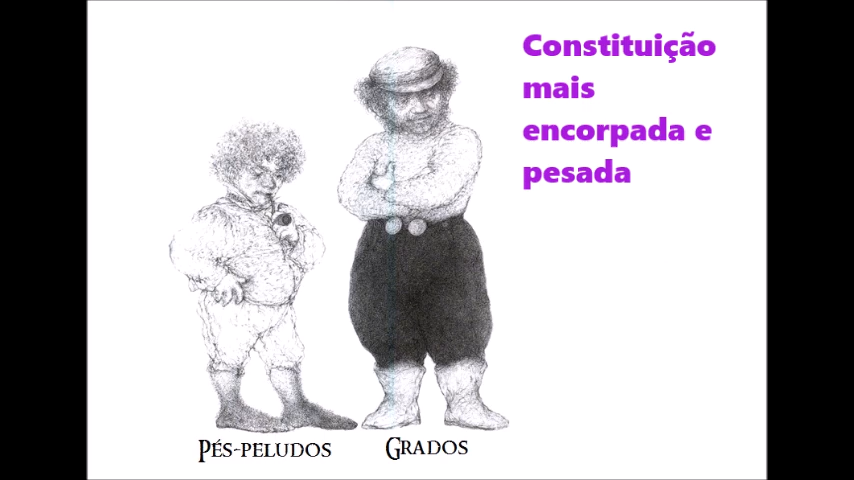 Constituição
mais
encorpada e
pesada
Pés-peludos
Grados